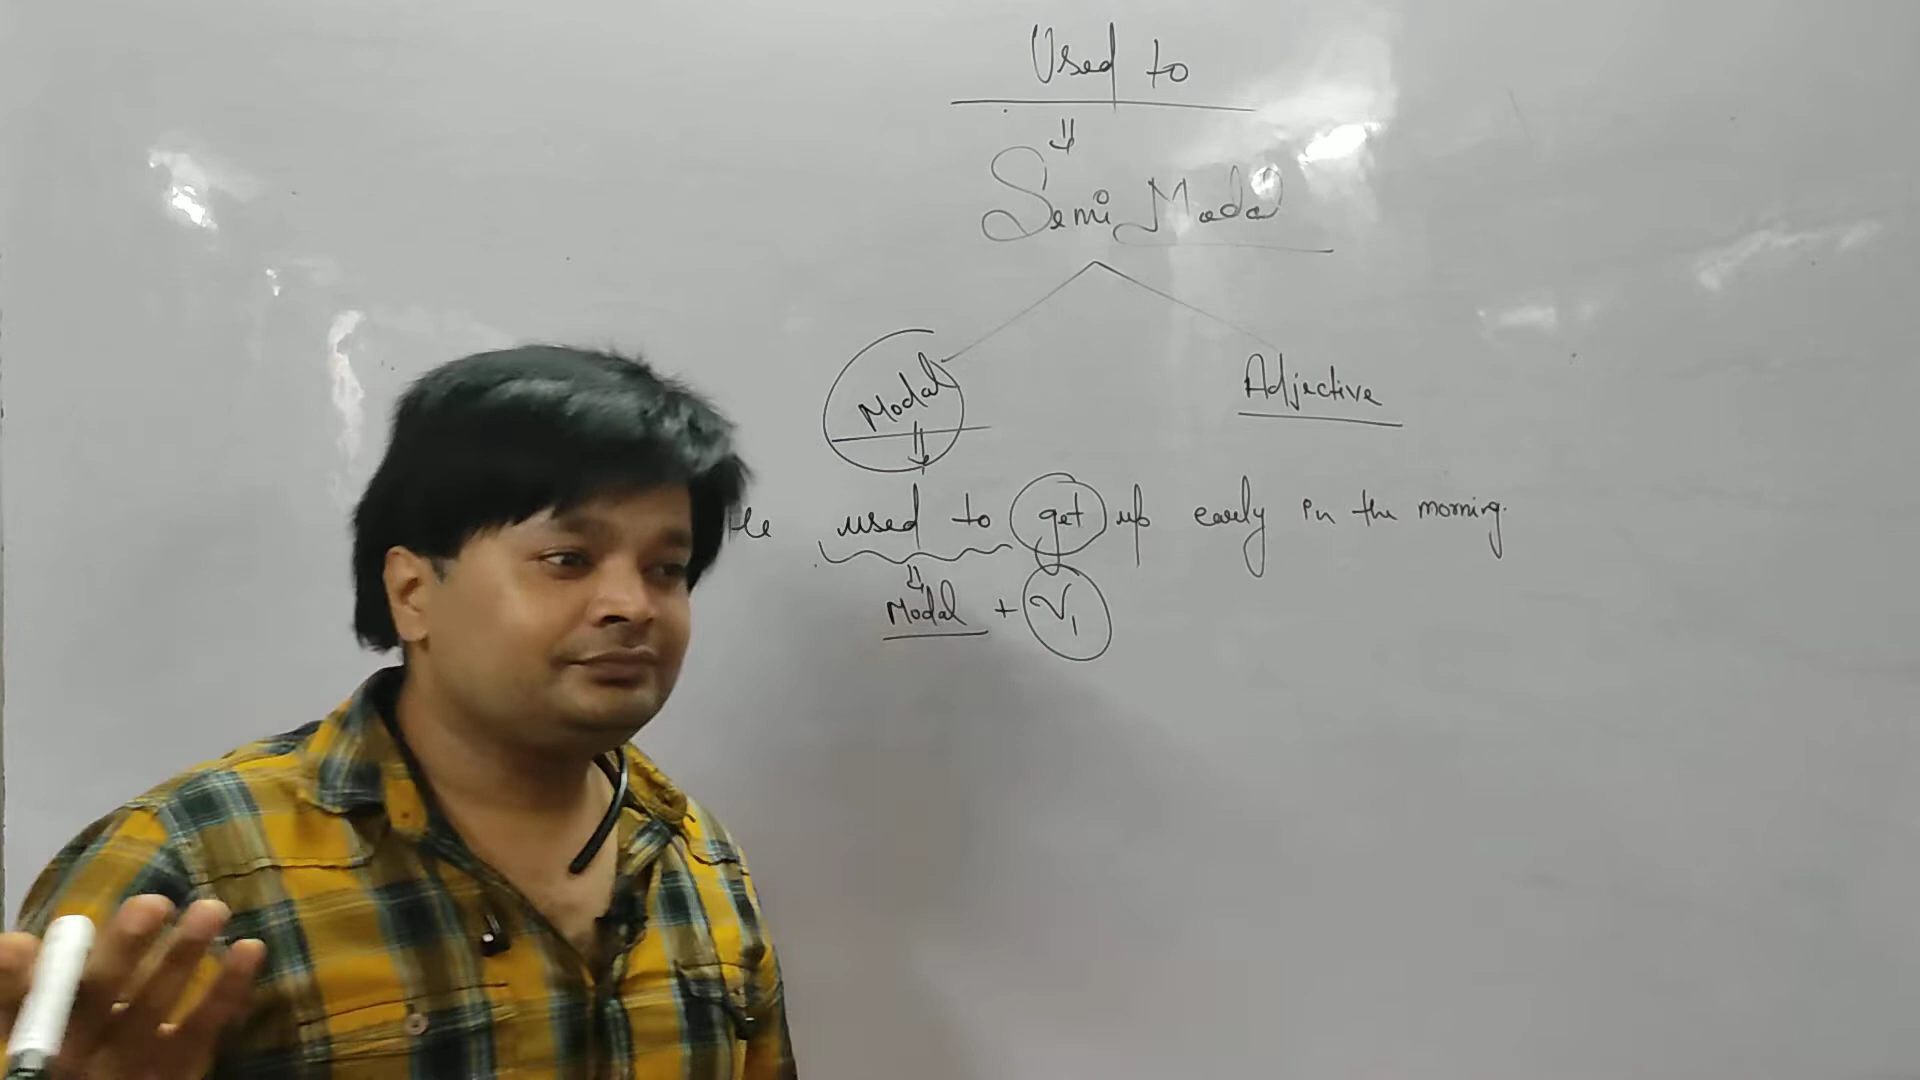 Used to
Semi Modal
Modal
Adjective
He used to get up early in the morning.
Modal + V1